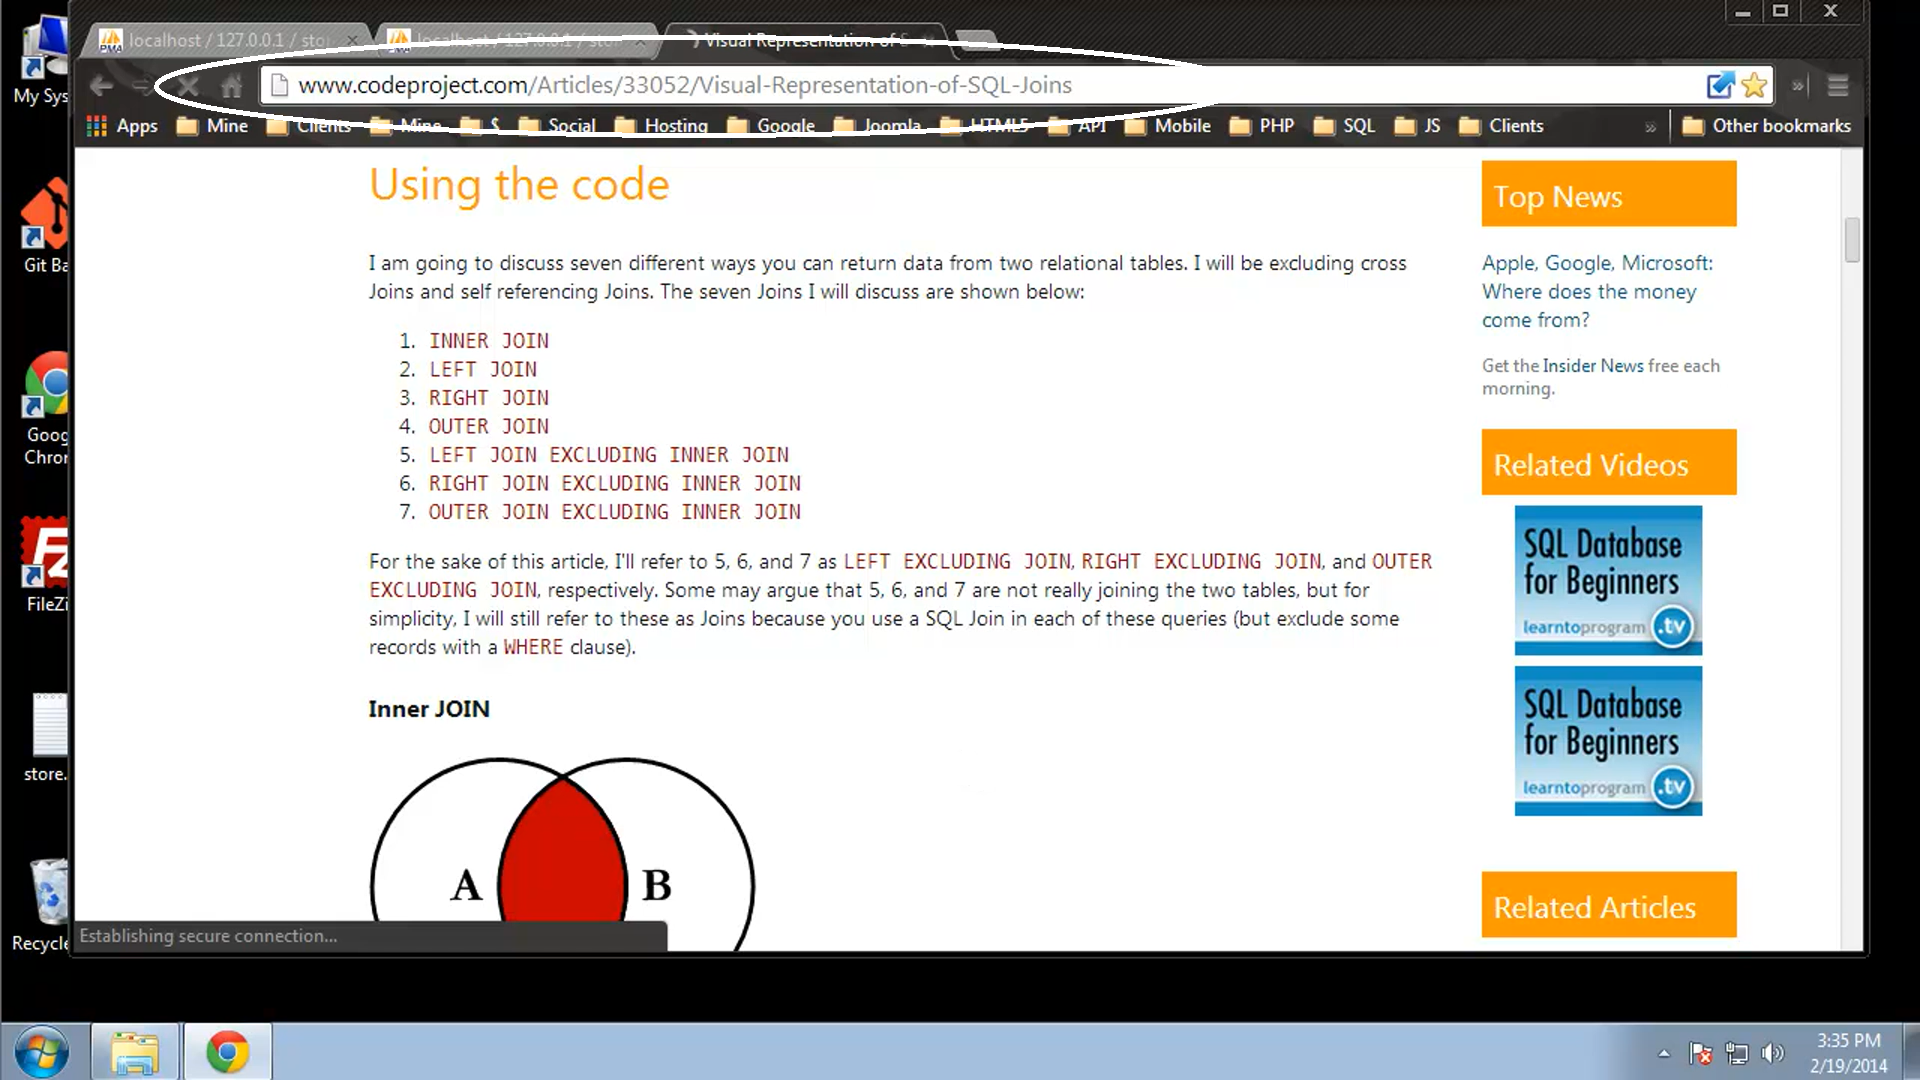 localhost / 127.0.0.1 / sto
localhost / 127.0.0.1 / sto
Visual Representation of S
www.codeproject.com/Articles/33052/Visual-Representation-of-SQL-Joins
Apps Mine Clients Mine $ Social Hosting Google Joomla HTML5 API Mobile PHP SQL JS Clients » Other bookmarks
My Sys
Git Ba
Goog
Chron
FileZi
store.
Recycle
Using the code
I am going to discuss seven different ways you can return data from two relational tables. I will be excluding cross
Joins and self referencing Joins. The seven Joins I will discuss are shown below:
1. INNER JOIN
2. LEFT JOIN
3. RIGHT JOIN
4. OUTER JOIN
5. LEFT JOIN EXCLUDING INNER JOIN
6. RIGHT JOIN EXCLUDING INNER JOIN
7. OUTER JOIN EXCLUDING INNER JOIN
For the sake of this article, I'll refer to 5, 6, and 7 as LEFT EXCLUDING JOIN, RIGHT EXCLUDING JOIN, and OUTER
EXCLUDING JOIN, respectively. Some may argue that 5, 6, and 7 are not really joining the two tables, but for
simplicity, I will still refer to these as Joins because you use a SQL Join in each of these queries (but exclude some
records with a WHERE clause).
Inner JOIN
A B
Establishing secure connection...
Top News
Apple, Google, Microsoft:
Where does the money
come from?
Get the Insider News free each
morning.
Related Videos
SQL Database
for Beginners
learntoprogram .tv
SQL Database
for Beginners
learntoprogram .tv
Related Articles
3:35 PM
2/19/2014